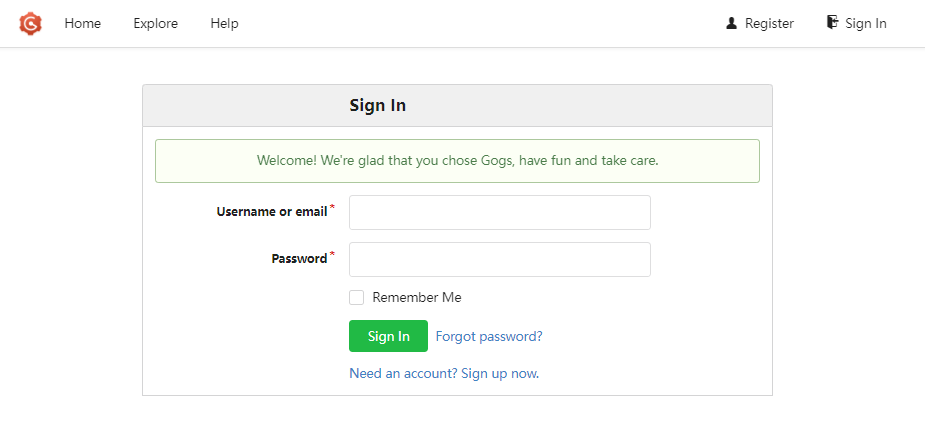 Home Explore Help Register Sign In
Sign In
Welcome! We're glad that you chose Gogs, have fun and take care.
Username or email*
Password*
Remember Me
Sign In Forgot password?
Need an account? Sign up now.